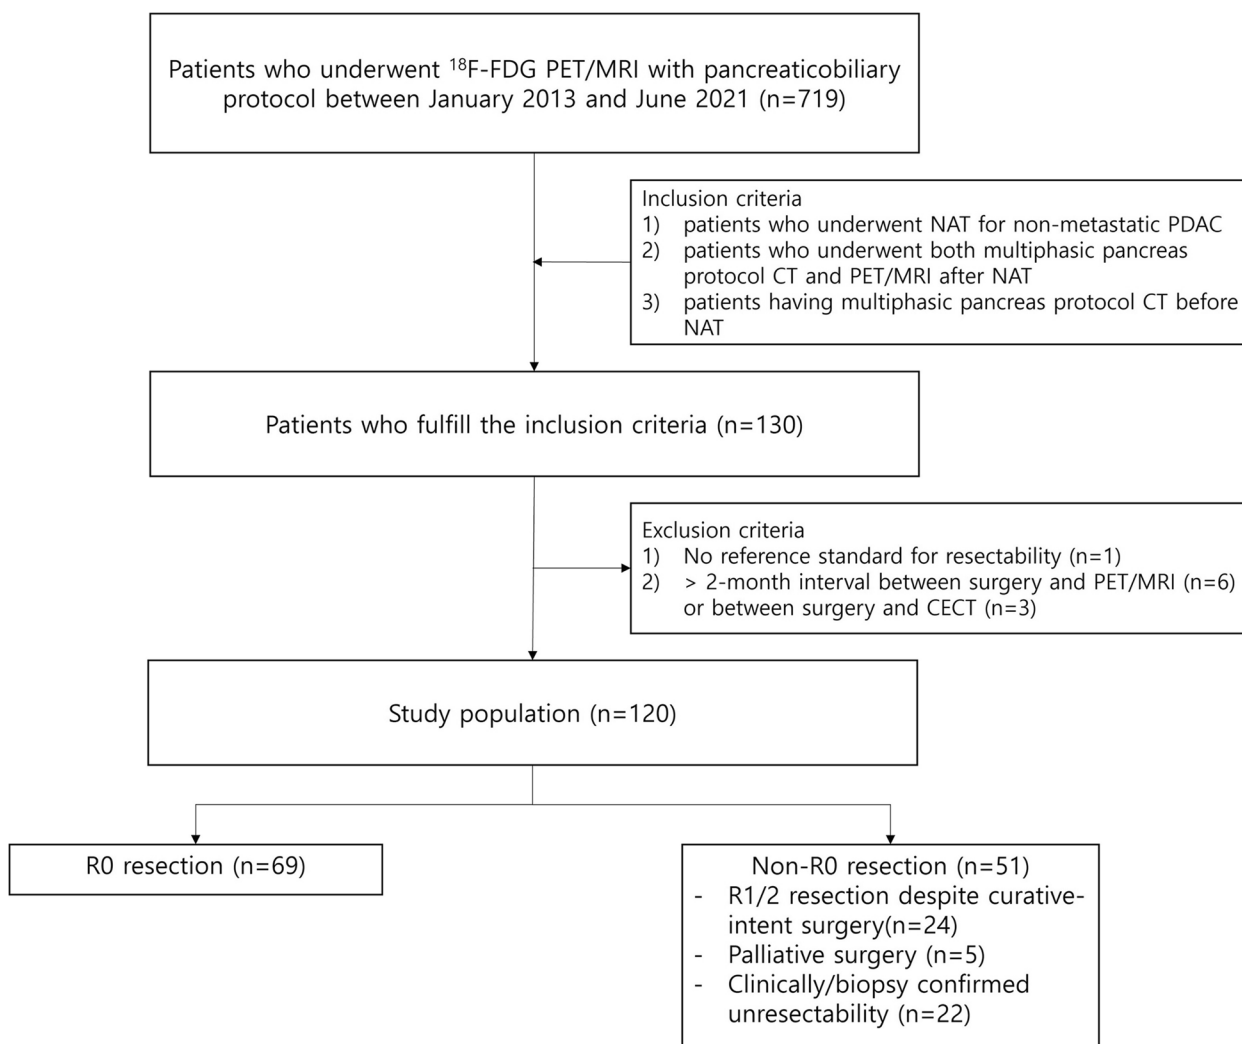 Patients who underwent ¹⁸F-FDG PET/MRI with pancreaticobiliary
protocol between January 2013 and June 2021 (n=719)
Inclusion criteria
1) patients who underwent NAT for non-metastatic PDAC
2) patients who underwent both multiphasic pancreas
protocol CT and PET/MRI after NAT
3) patients having multiphasic pancreas protocol CT before
NAT
Patients who fulfill the inclusion criteria (n=130)
Exclusion criteria
1) No reference standard for resectability (n=1)
2) > 2-month interval between surgery and PET/MRI (n=6)
or between surgery and CECT (n=3)
Study population (n=120)
R0 resection (n=69)
Non-R0 resection (n=51)
- R1/2 resection despite curative-
intent surgery(n=24)
- Palliative surgery (n=5)
- Clinically/biopsy confirmed
unresectability (n=22)